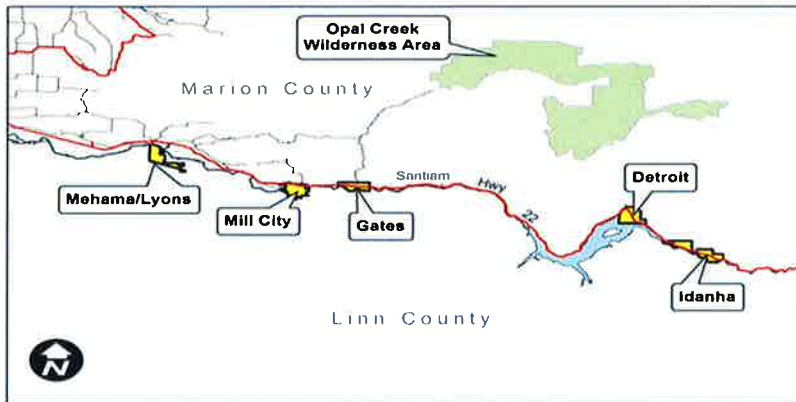 Opal Creek
Wilderness Area
Marion County
Santiam
Hwy
22
Detroit
Mehama/Lyons
Mill City
Gates
Idanha
Linn County
N